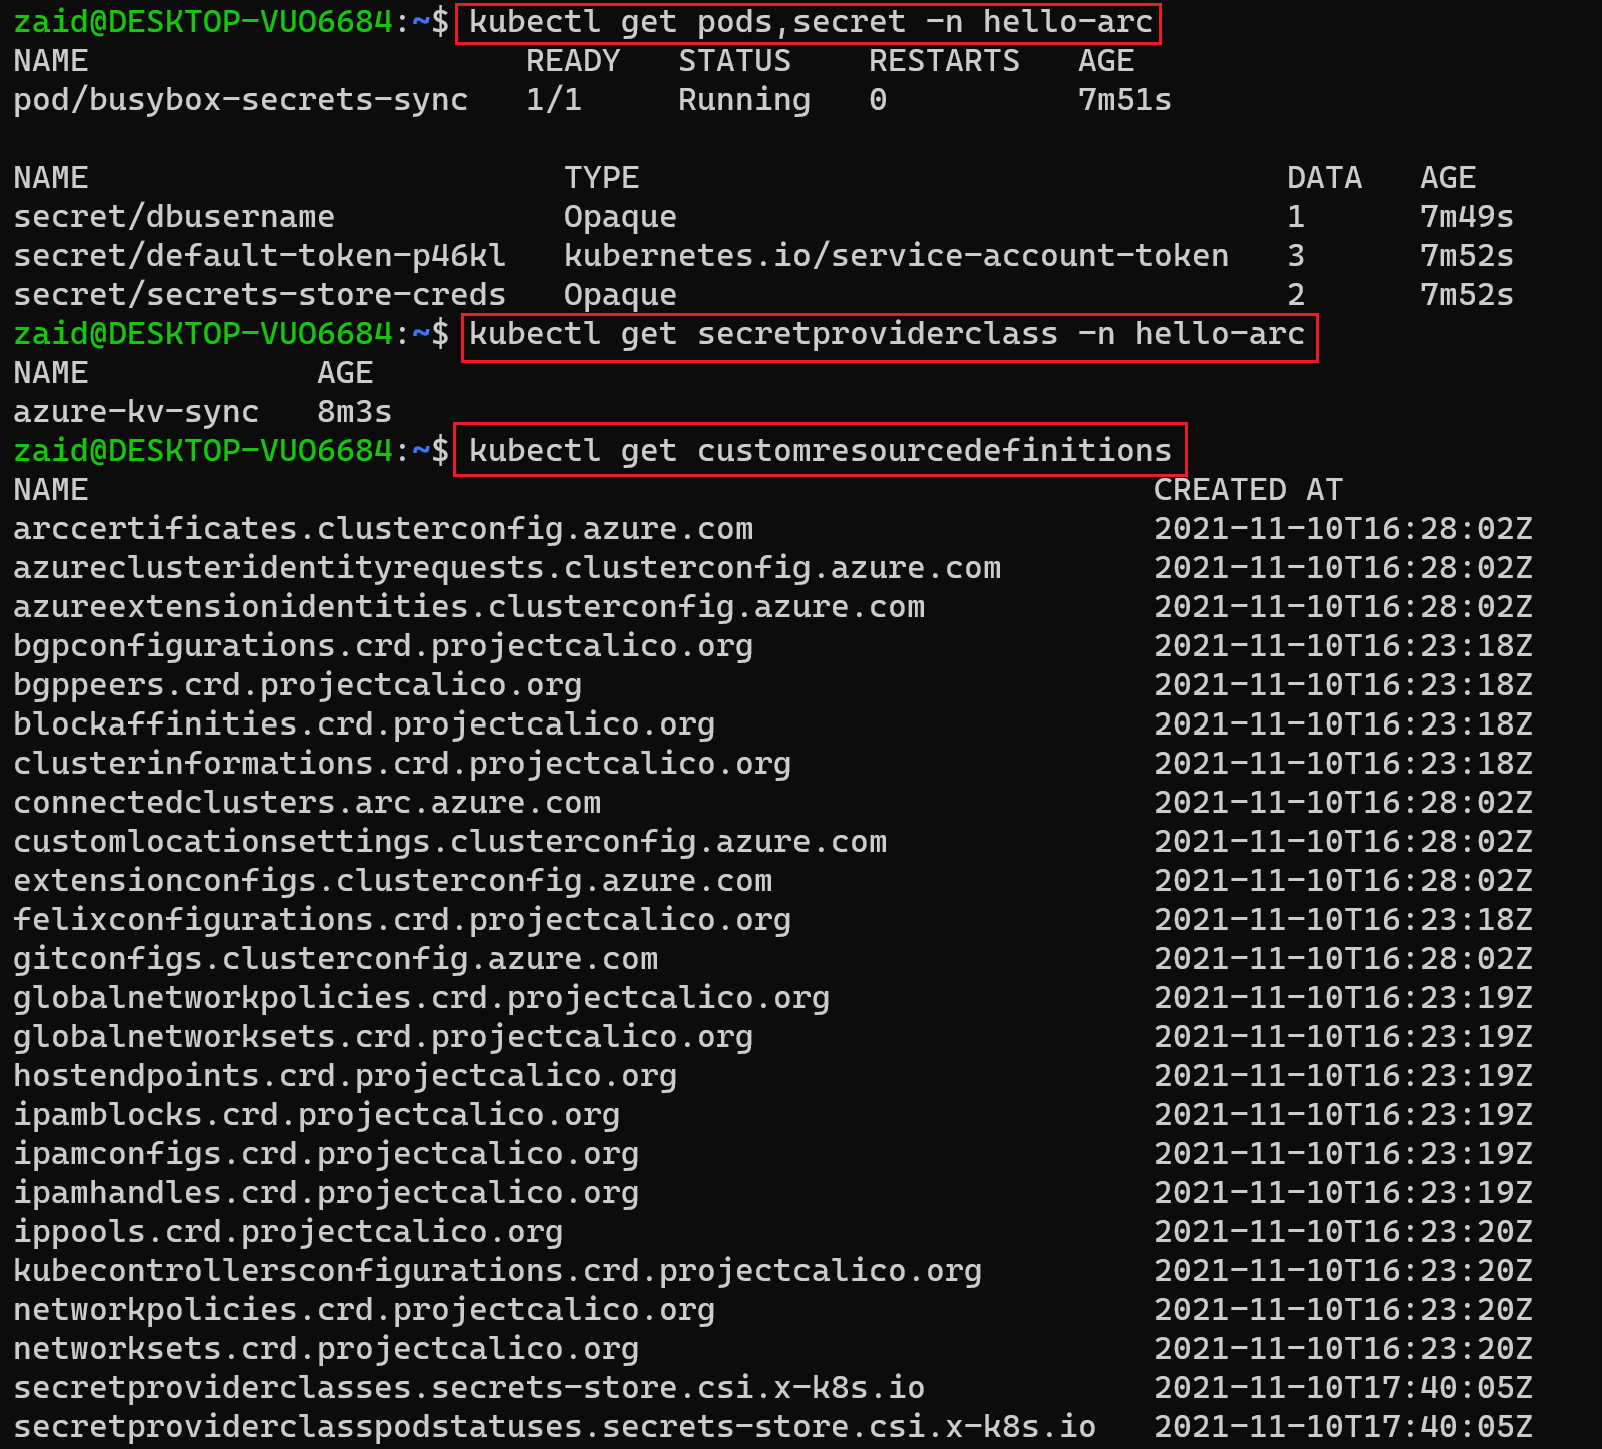 zaid@DESKTOP-VUO6684:~$ kubectl get pods,secret -n hello-arc
NAME READY STATUS RESTARTS AGE
pod/busybox-secrets-sync 1/1 Running 0 7m51s
NAME TYPE DATA AGE
secret/dbusername Opaque 1 7m49s
secret/default-token-p46kl kubernetes.io/service-account-token 3 7m52s
secret/secrets-store-creds Opaque 2 7m52s
zaid@DESKTOP-VUO6684:~$ kubectl get secretproviderclass -n hello-arc
NAME AGE
azure-kv-sync 8m3s
zaid@DESKTOP-VUO6684:~$ kubectl get customresourcedefinitions
NAME CREATED AT
arccertificates.clusterconfig.azure.com 2021-11-10T16:28:02Z
azureclusteridentityrequests.clusterconfig.azure.com 2021-11-10T16:28:02Z
azureextensionidentities.clusterconfig.azure.com 2021-11-10T16:28:02Z
bgpconfigurations.crd.projectcalico.org 2021-11-10T16:23:18Z
bgppeers.crd.projectcalico.org 2021-11-10T16:23:18Z
blockaffinities.crd.projectcalico.org 2021-11-10T16:23:18Z
clusterinformations.crd.projectcalico.org 2021-11-10T16:23:18Z
connectedclusters.arc.azure.com 2021-11-10T16:28:02Z
customlocationsettings.clusterconfig.azure.com 2021-11-10T16:28:02Z
extensionconfigs.clusterconfig.azure.com 2021-11-10T16:28:02Z
felixconfigurations.crd.projectcalico.org 2021-11-10T16:23:18Z
gitconfigs.clusterconfig.azure.com 2021-11-10T16:28:02Z
globalnetworkpolicies.crd.projectcalico.org 2021-11-10T16:23:19Z
globalnetworksets.crd.projectcalico.org 2021-11-10T16:23:19Z
hostendpoints.crd.projectcalico.org 2021-11-10T16:23:19Z
ipamblocks.crd.projectcalico.org 2021-11-10T16:23:19Z
ipamconfigs.crd.projectcalico.org 2021-11-10T16:23:19Z
ipamhandles.crd.projectcalico.org 2021-11-10T16:23:19Z
ippools.crd.projectcalico.org 2021-11-10T16:23:20Z
kubecontrollersconfigurations.crd.projectcalico.org 2021-11-10T16:23:20Z
networkpolicies.crd.projectcalico.org 2021-11-10T16:23:20Z
networksets.crd.projectcalico.org 2021-11-10T16:23:20Z
secretproviderclasses.secrets-store.csi.x-k8s.io 2021-11-10T17:40:05Z
secretproviderclasspodstatuses.secrets-store.csi.x-k8s.io 2021-11-10T17:40:05Z